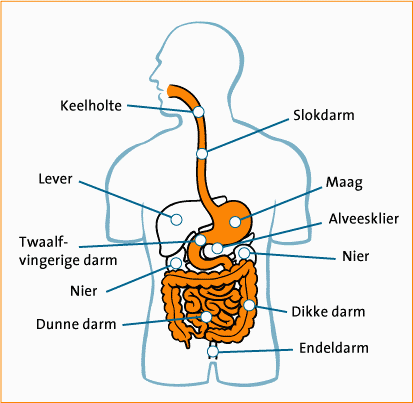 Keelholte
Slokdarm
Lever
Maag
Alveesklier
Twaalf-
vingerige darm
Nier
Nier
Dunne darm
Dikke darm
Endeldarm